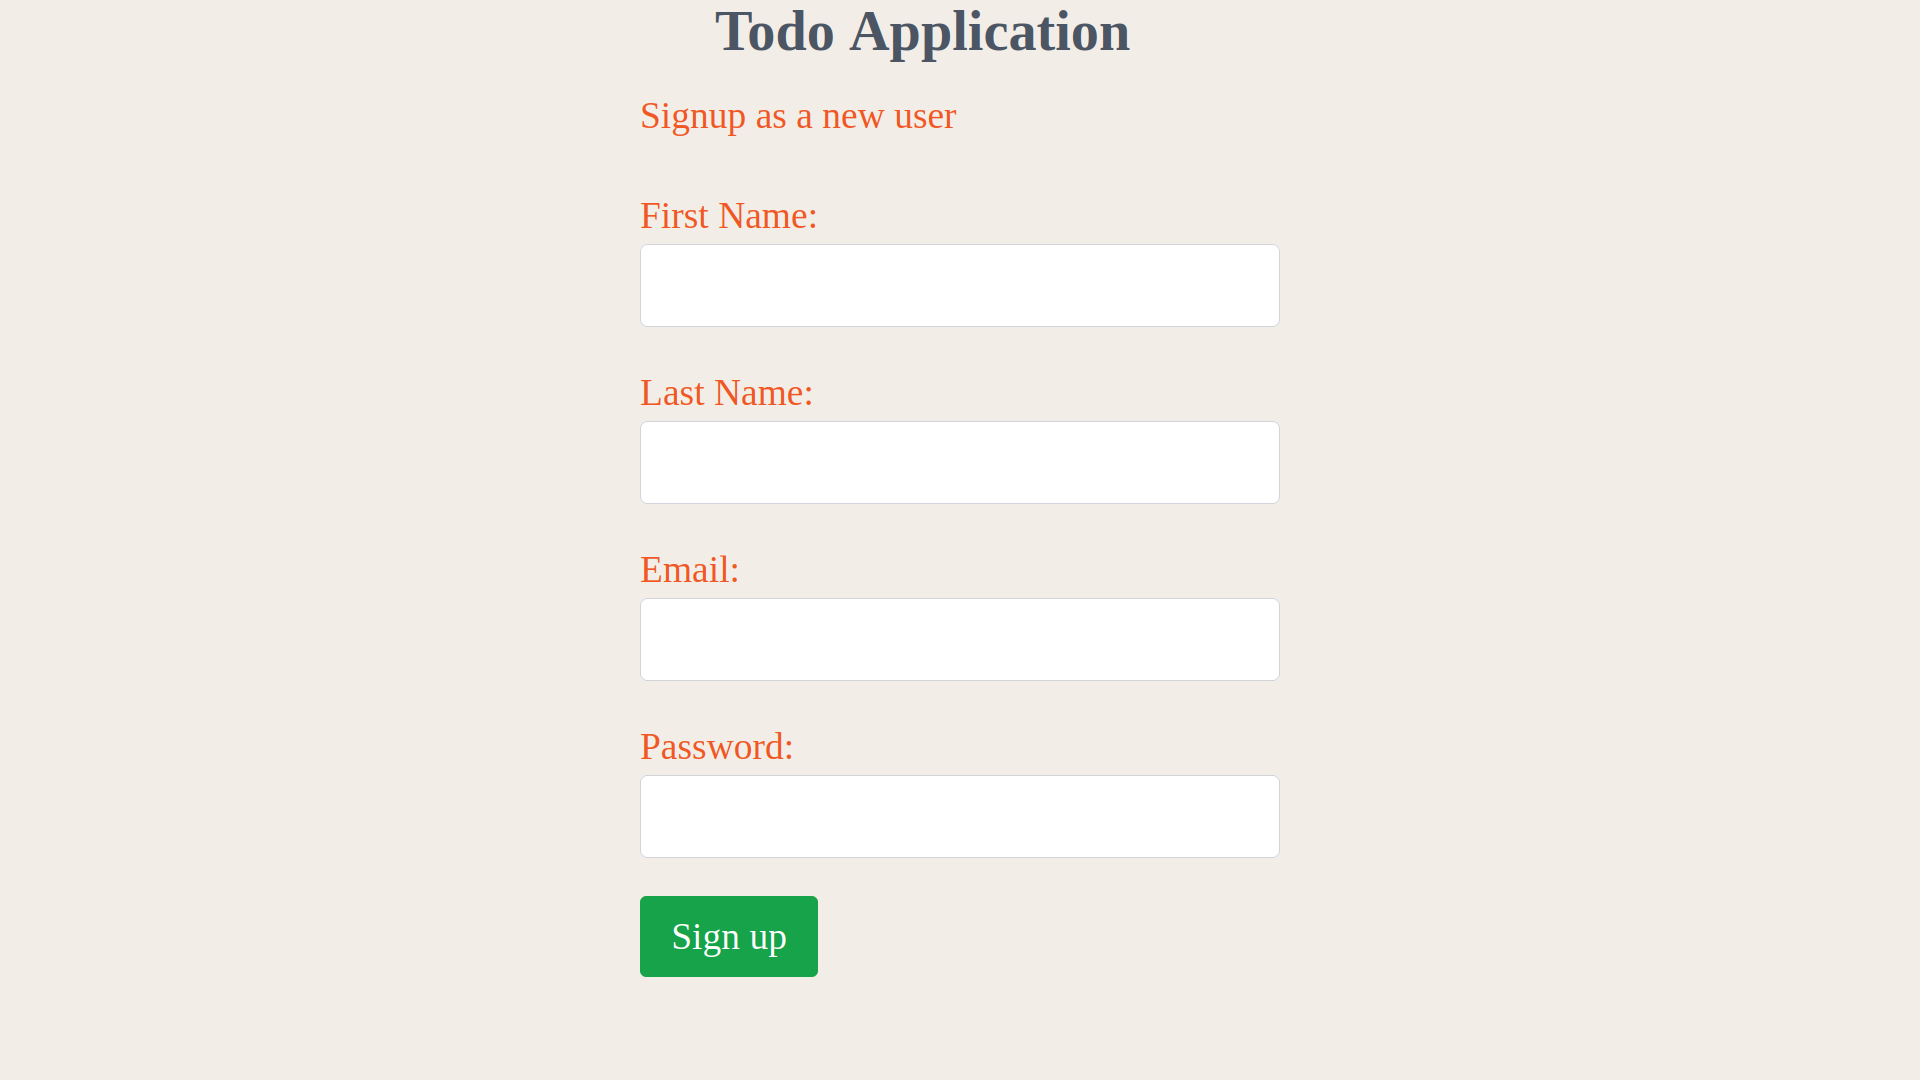 Todo Application
Signup as a new user
First Name:
Last Name:
Email:
Password:
Sign up